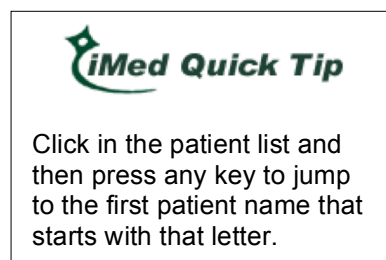 iMed Quick Tip
Click in the patient list and
then press any key to jump
to the first patient name that
starts with that letter.